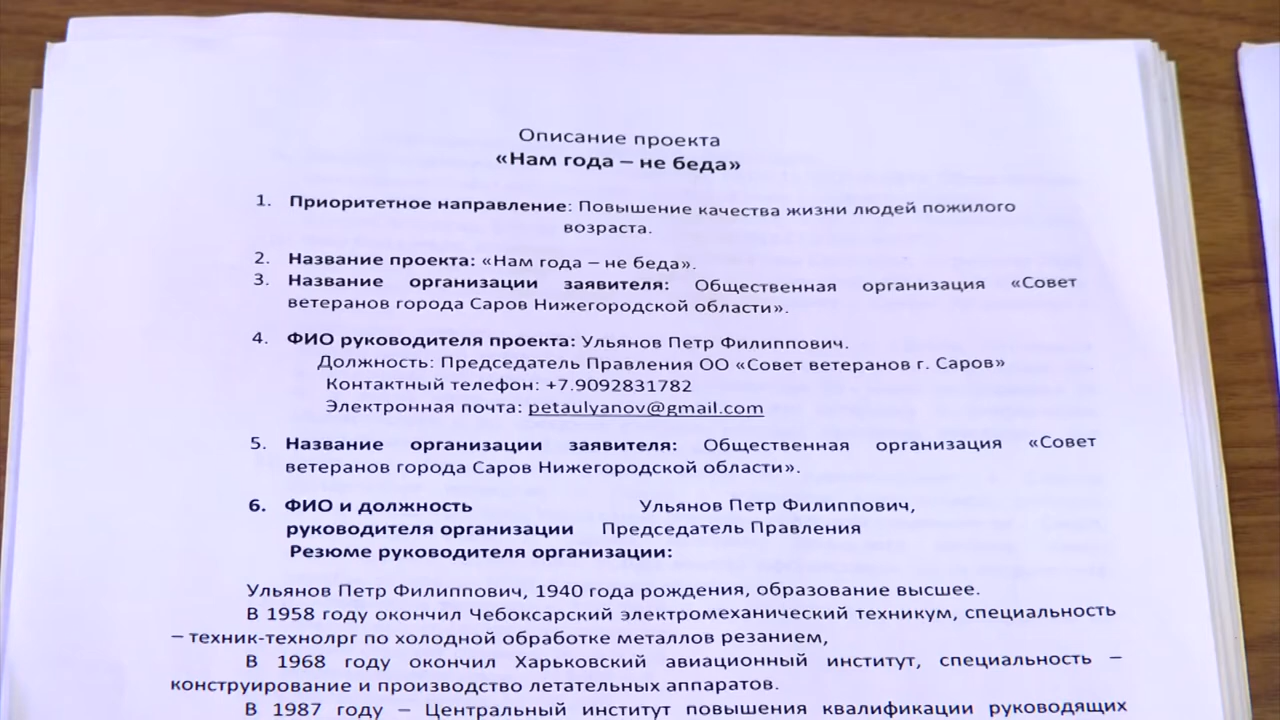 Описание проекта
«Нам года – не беда»
1. Приоритетное направление: Повышение качества жизни людей пожилого
возраста.
2. Название проекта: «Нам года – не беда».
3. Название организации заявителя: Общественная организация «Совет
ветеранов города Саров Нижегородской области».
4. ФИО руководителя проекта: Ульянов Петр Филиппович.
Должность: Председатель Правления ОО «Совет ветеранов г. Саров»
Контактный телефон: +7.9092831782
Электронная почта: petaulyanov@gmail.com
5. Название организации заявителя: Общественная организация «Совет
ветеранов города Саров Нижегородской области».
6. ФИО и должность Ульянов Петр Филиппович,
руководителя организации Председатель Правления
Резюме руководителя организации:
Ульянов Петр Филиппович, 1940 года рождения, образование высшее.
В 1958 году окончил Чебоксарский электромеханический техникум, специальность
– техник-технолрг по холодной обработке металлов резанием,
В 1968 году окончил Харьковский авиационный институт, специальность –
конструирование и производство летательных аппаратов.
В 1987 году – Центральный институт повышения квалификации руководящих